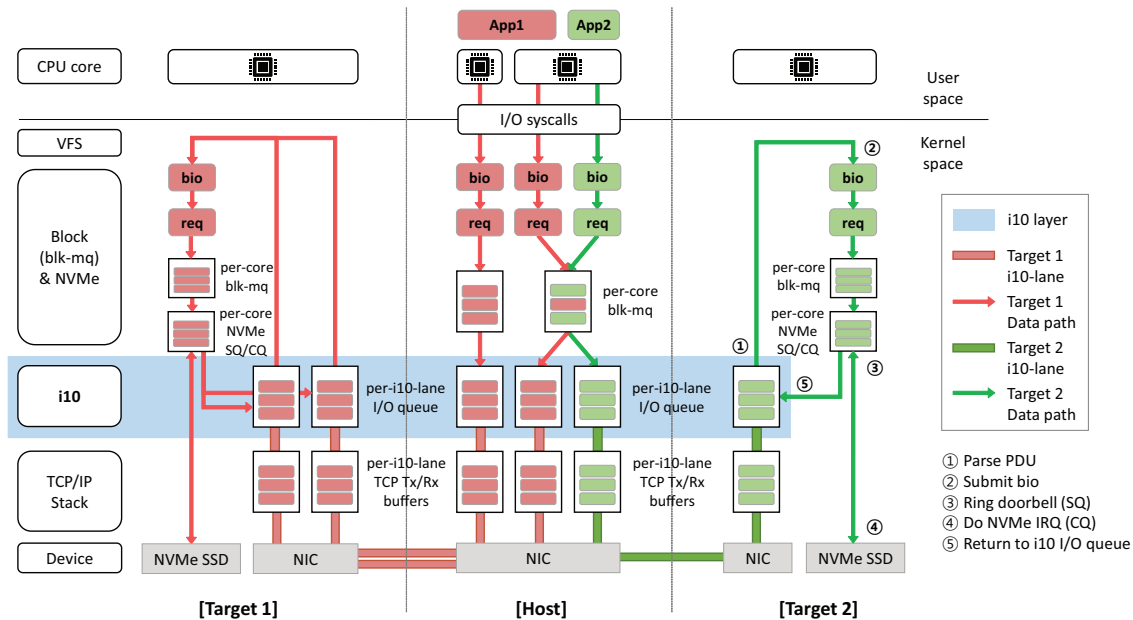 App1
App2
CPU core
User
space
I/O syscalls
VFS
Kernel
space
②
bio
bio
bio
bio
bio
req
req
req
req
req
Block
(blk-mq)
& NVMe
per-core
blk-mq
per-core
NVMe
SQ/CQ
per-core
blk-mq
per-core
blk-mq
per-core
NVMe
SQ/CQ
①
③
⑤
i10
per-i10-lane
I/O queue
per-i10-lane
I/O queue
TCP/IP
Stack
per-i10-lane
TCP Tx/Rx
buffers
per-i10-lane
TCP Tx/Rx
buffers
④
Device
NVMe SSD
NIC
NIC
NIC
NVMe SSD
[Target 1]
[Host]
[Target 2]
i10 layer
Target 1
i10-lane
Target 1
Data path
Target 2
i10-lane
Target 2
Data path
① Parse PDU
② Submit bio
③ Ring doorbell (SQ)
④ Do NVMe IRQ (CQ)
⑤ Return to i10 I/O queue